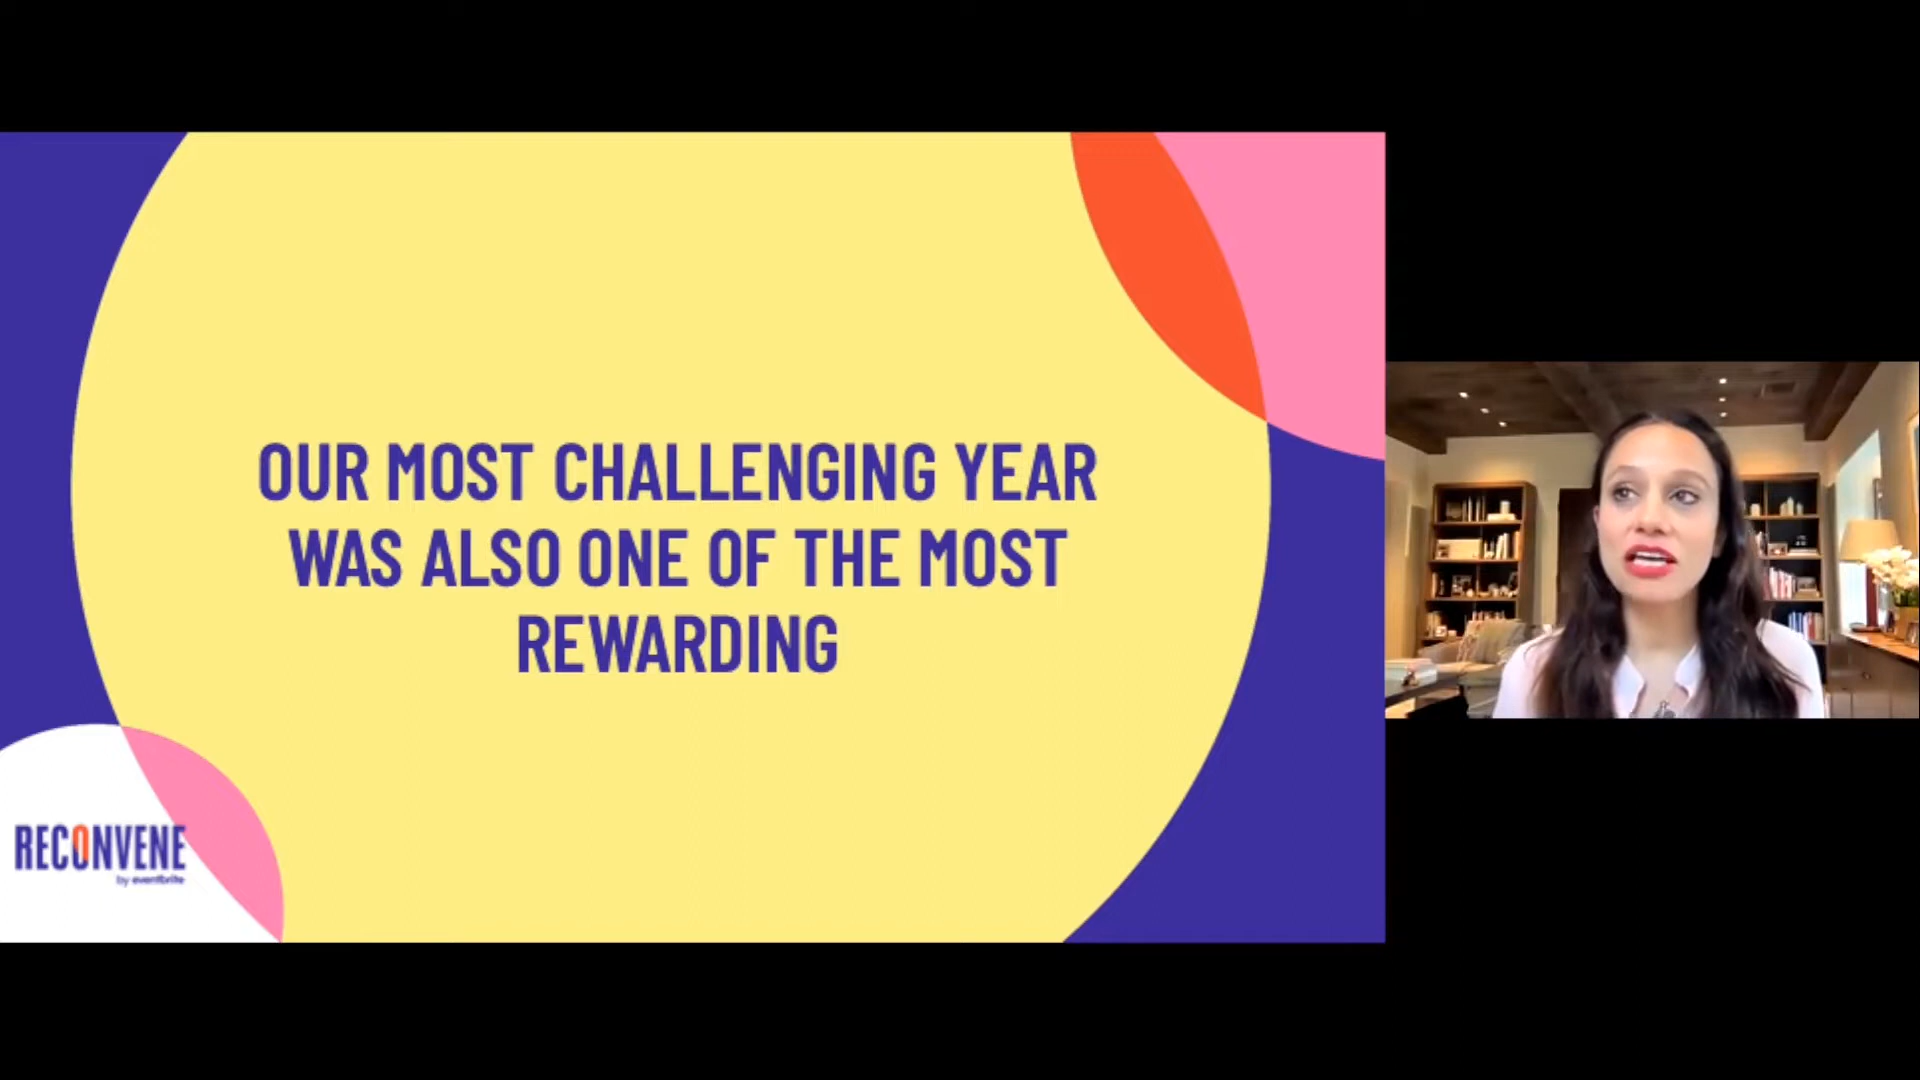 OUR MOST CHALLENGING YEAR
WAS ALSO ONE OF THE MOST
REWARDING
RECONVENE
by eventbrite